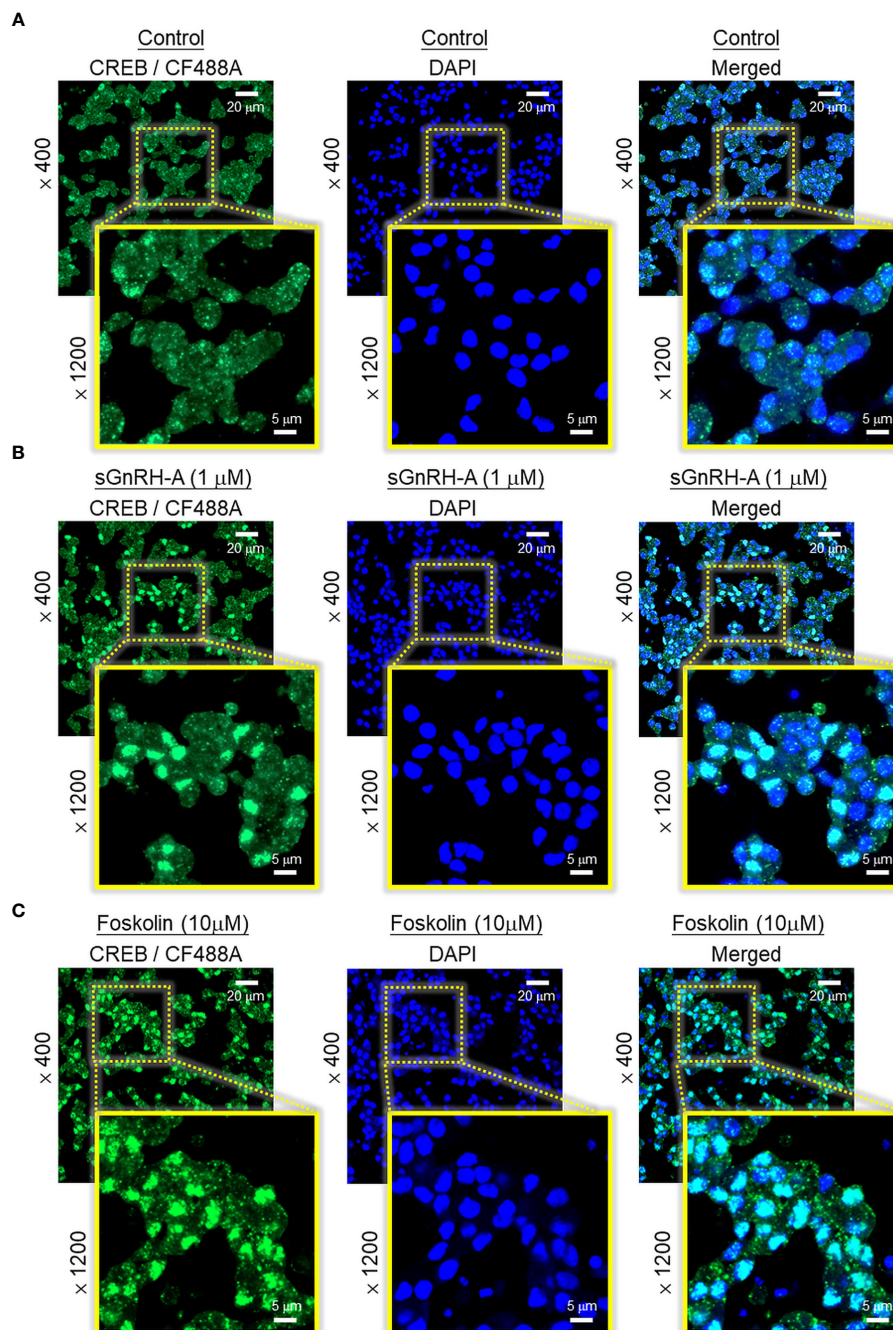 A
Control
CREB / CF488A
Control
DAPI
Control
Merged
× 400
20 μm
× 400
20 μm
× 400
20 μm
× 1200
5 μm
× 1200
5 μm
× 1200
5 μm
B
sGnRH-A (1 μM)
CREB / CF488A
sGnRH-A (1 μM)
DAPI
sGnRH-A (1 μM)
Merged
× 400
20 μm
× 400
20 μm
× 400
20 μm
× 1200
5 μm
× 1200
5 μm
× 1200
5 μm
C
Foskolin (10μM)
CREB / CF488A
Foskolin (10μM)
DAPI
Foskolin (10μM)
Merged
× 400
20 μm
× 400
20 μm
× 400
20 μm
× 1200
5 μm
× 1200
5 μm
× 1200
5 μm